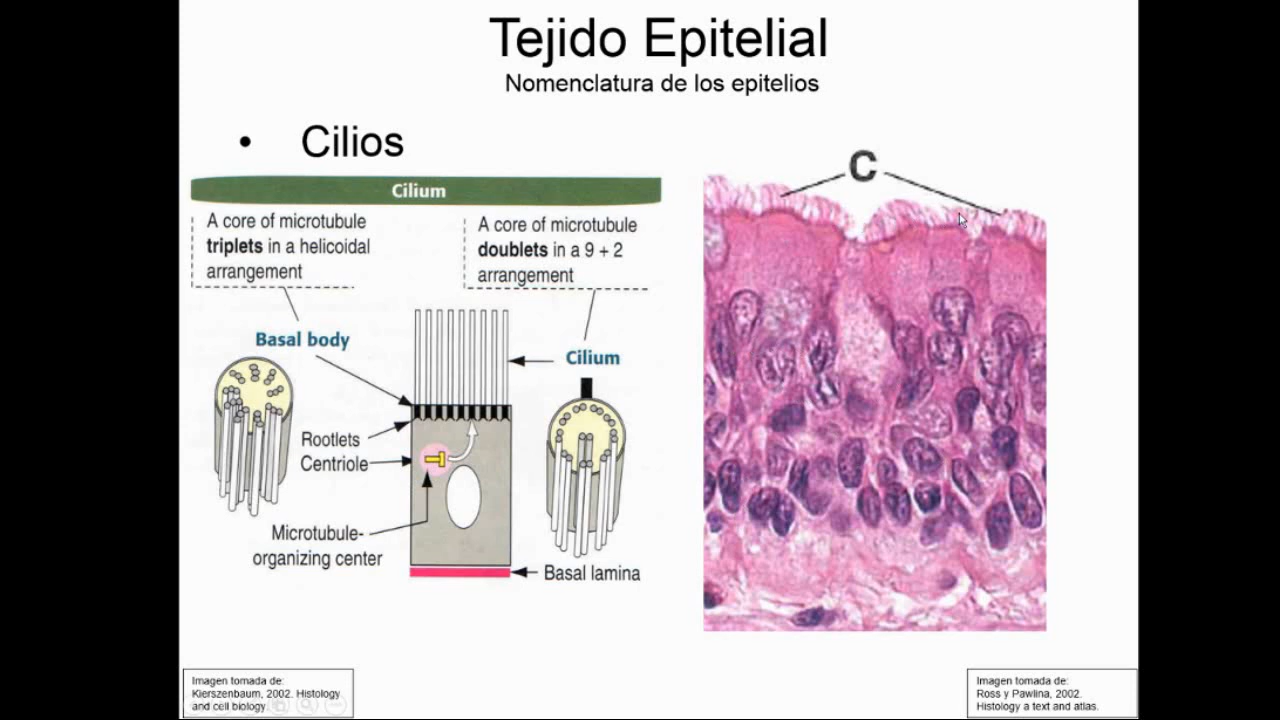 Tejido Epitelial
Nomenclatura de los epitelios
• Cilios
Cilium
A core of microtubule
triplets in a helicoidal
arrangement
A core of microtubule
doublets in a 9 + 2
arrangement
Basal body
Cilium
Rootlets
Centriole
Microtubule-
organizing center
Basal lamina
C
Imagen tomada de:
Kierszenbaum, 2002. Histology
and cell biology.
Imagen tomada de:
Ross y Pawlina, 2002.
Histology a text and atlas.